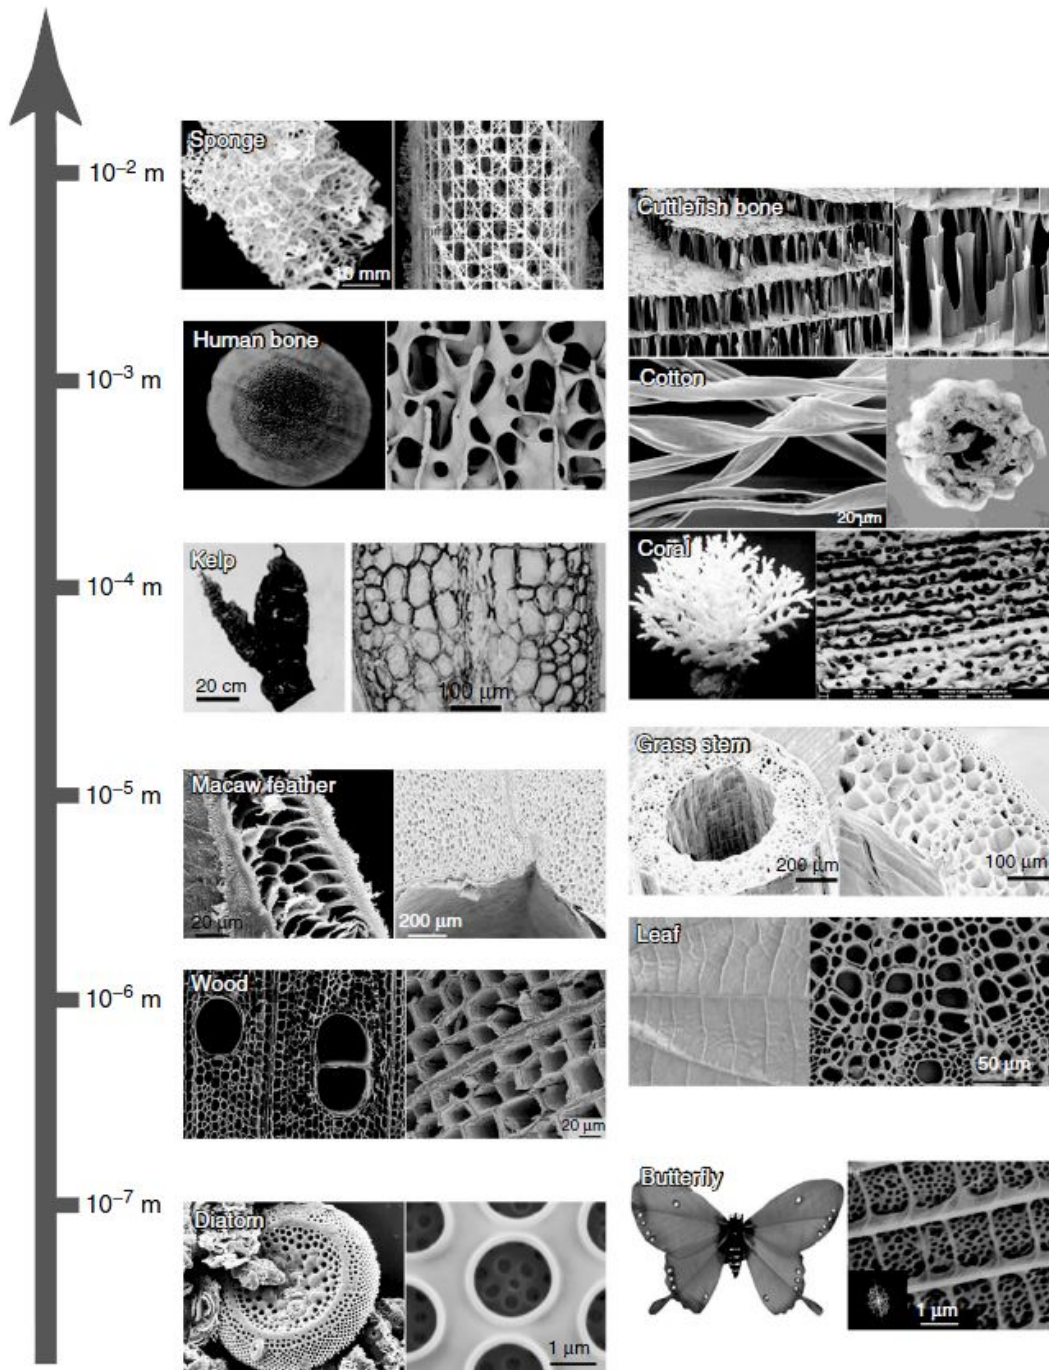 Sponge
10⁻² m
10 mm
Cuttlefish bone
Human bone
10⁻³ m
Cotton
20 μm
Coral
Kelp
10⁻⁴ m
20 cm
100 μm
Grass stem
Macaw feather
10⁻⁵ m
200 μm
100 μm
20 μm
200 μm
Leaf
Wood
10⁻⁶ m
50 μm
20 μm
Butterfly
10⁻⁷ m
Diatom
1 μm
1 μm